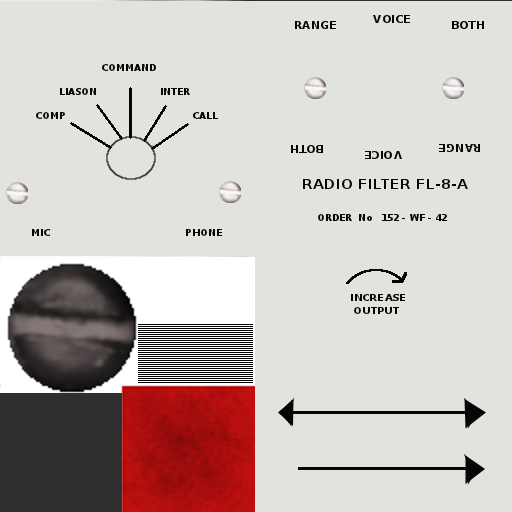 COMMAND
LIASON INTER
COMP CALL
MIC PHONE
RANGE VOICE BOTH
BOTH VOICE RANGE
RADIO FILTER FL-8-A
ORDER No 152- WF- 42
INCREASE
OUTPUT